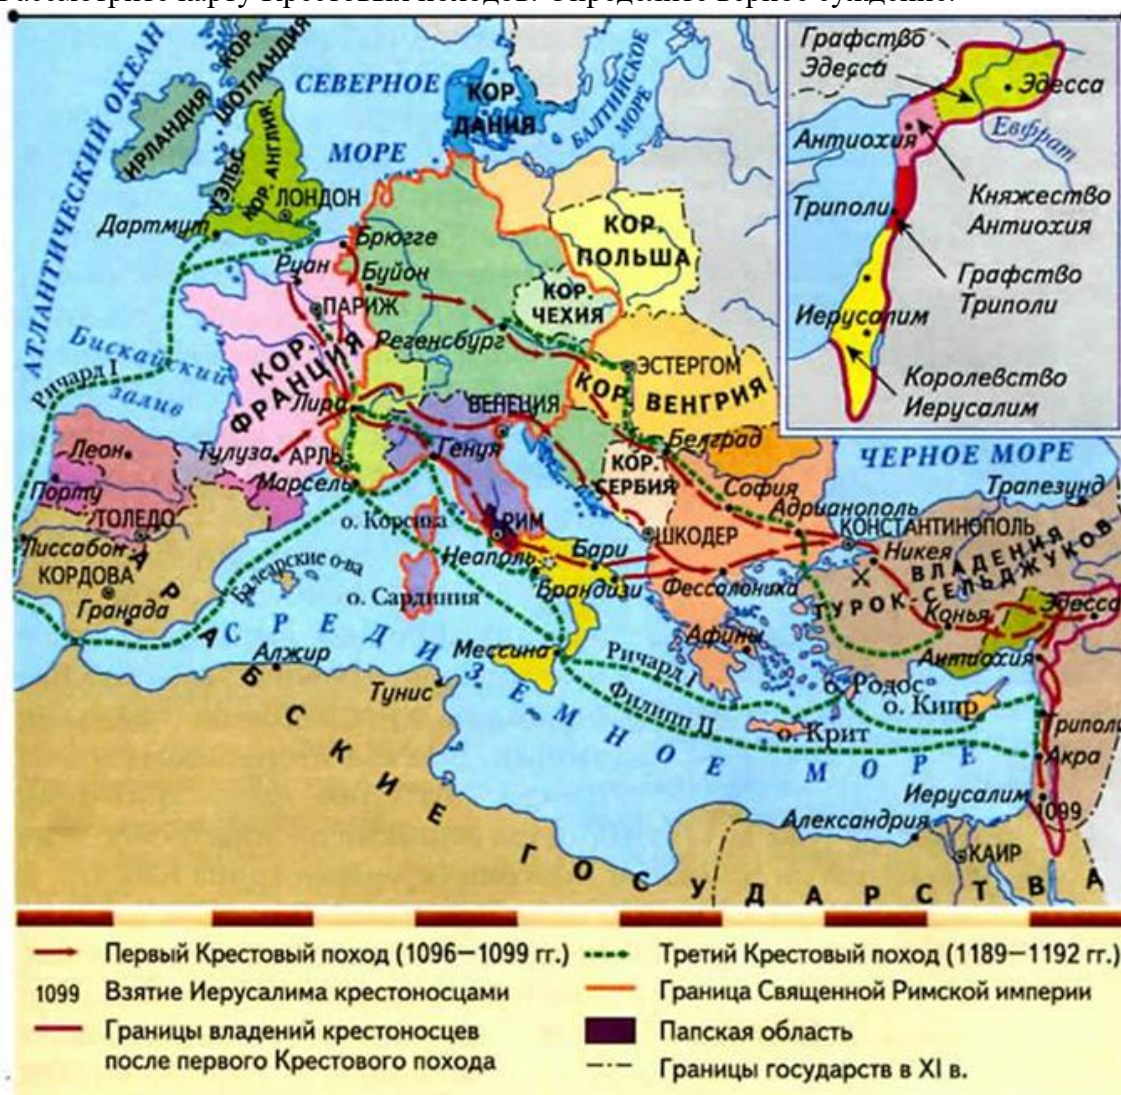 Рассмотрите карту Крестовых походов. Определите верное суждение.
АТЛАНТИЧЕСКИЙ ОКЕАН
КОР.
ШОТЛАНДИЯ
ИРЛАНДИЯ
УЭЛЬС
КОР. АНГЛИЯ
ЛОНДОН
Дартмут
СЕВЕРНОЕ
МОРЕ
КОР.
ДАНИЯ
БАЛТИЙСКОЕ
МОРЕ
Графство
Эдесса
Эдесса
Евфрат
Антиохия
Княжество
Антиохия
Триполи
Графство
Триполи
Иерусалим
Королевство
Иерусалим
Брюгге
Руан
Буйон
ПАРИЖ
КОР.
ПОЛЬША
КОР.
ЧЕХИЯ
Регенсбург
ЭСТЕРГОМ
КОР. ВЕНГРИЯ
Бискайский
залив
Ричард I
КОР.
ФРАНЦИЯ
Лира
ВЕНЕЦИЯ
Генуя
Белград
Леон
Тулуза
АРЛЬ
Марсель
КОР.
СЕРБИЯ
София
ЧЕРНОЕ МОРЕ
Трапезунд
Порту
ТОЛЕДО
о. Корсика
РИМ
ШКОДЕР
Адрианополь
КОНСТАНТИНОПОЛЬ
Никея
ВЛАДЕНИЯ
ТУРОК-СЕЛЬДЖУКОВ
Лиссабон
КОРДОВА
Гранада
Балеарские о-ва
о. Сардиния
Неаполь
Бари
Брандизи
Фессалоника
Конья
Эдесса
Афины
Антиохия
СРЕДИЗЕМНОЕ МОРЕ
Алжир
Мессина
Тунис
Ричард I
Филипп II
о. Родос
о. Кипр
о. Крит
Триполи
Акра
Иерусалим
1099
Александрия
КАИР
АРАБСКИЕ ГОСУДАРСТВА
Первый Крестовый поход (1096—1099 гг.)
1099 Взятие Иерусалима крестоносцами
Границы владений крестоносцев
после первого Крестового похода
Третий Крестовый поход (1189—1192 гг.)
Граница Священной Римской империи
Папская область
Границы государств в XI в.